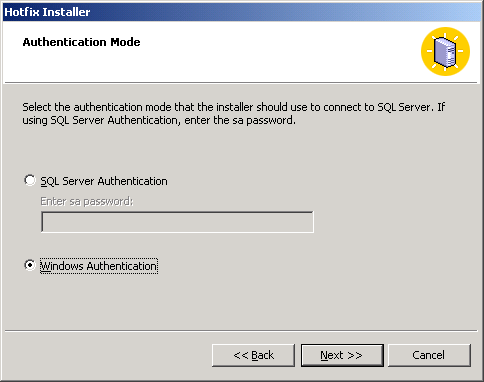 Hotfix Installer
Authentication Mode
Select the authentication mode that the installer should use to connect to SQL Server. If
using SQL Server Authentication, enter the sa password.
SQL Server Authentication
Enter sa password:
Windows Authentication
<< Back
Next >>
Cancel